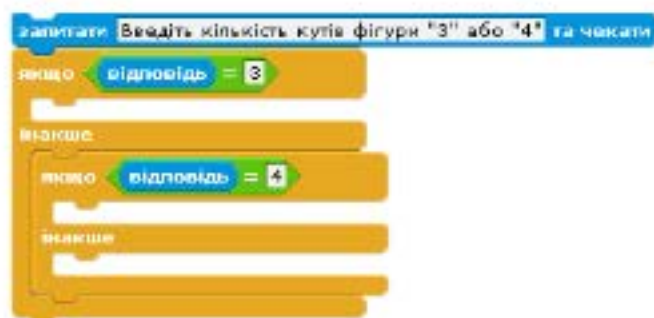 запитати Введіть кількість кутів фігури "3" або "4" та чекати
якщо відповідь = 3
інакше
якщо відповідь = 4
інакше